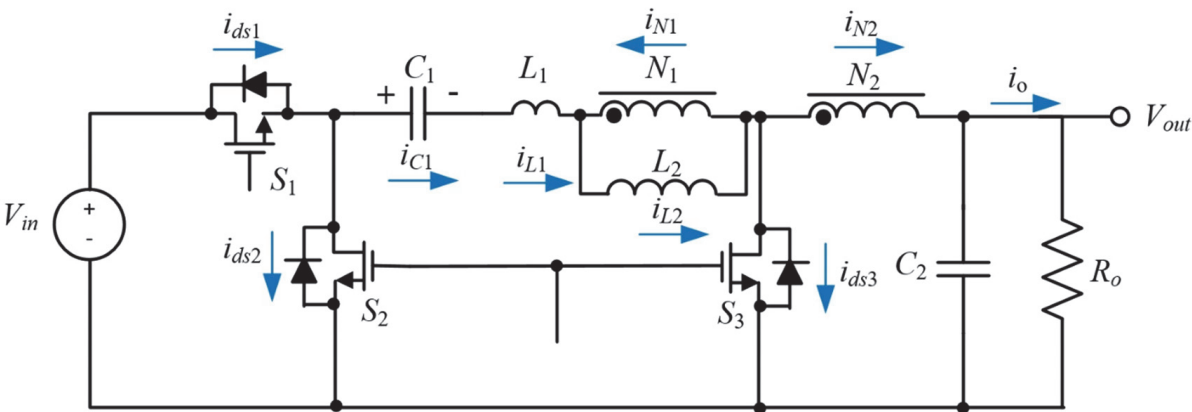 i_ds1
i_N1
i_N2
C_1
L_1
N_1
N_2
i_o
+
-
V_out
S_1
i_C1
i_L1
L_2
V_in
+
-
i_L2
i_ds2
S_2
S_3
i_ds3
C_2
R_o